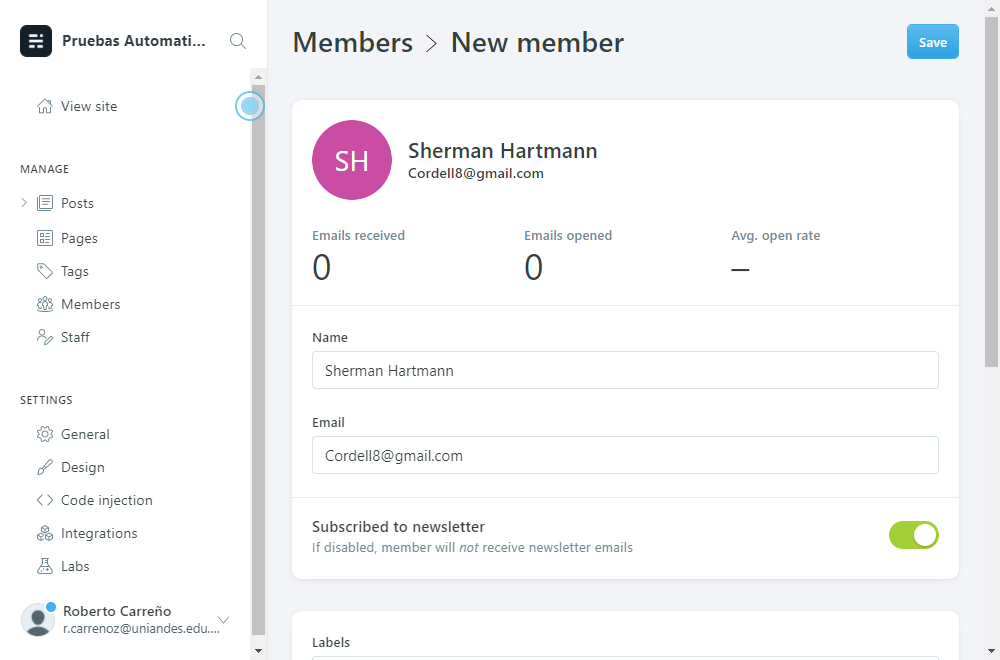 Pruebas Automati...
View site
MANAGE
Posts
Pages
Tags
Members
Staff
SETTINGS
General
Design
Code injection
Integrations
Labs
Roberto Carreño
r.carrenoz@uniandes.edu....
Members > New member
Save
SH
Sherman Hartmann
Cordell8@gmail.com
Emails received
0
Emails opened
0
Avg. open rate
–
Name
Sherman Hartmann
Email
Cordell8@gmail.com
Subscribed to newsletter
If disabled, member will not receive newsletter emails
Labels